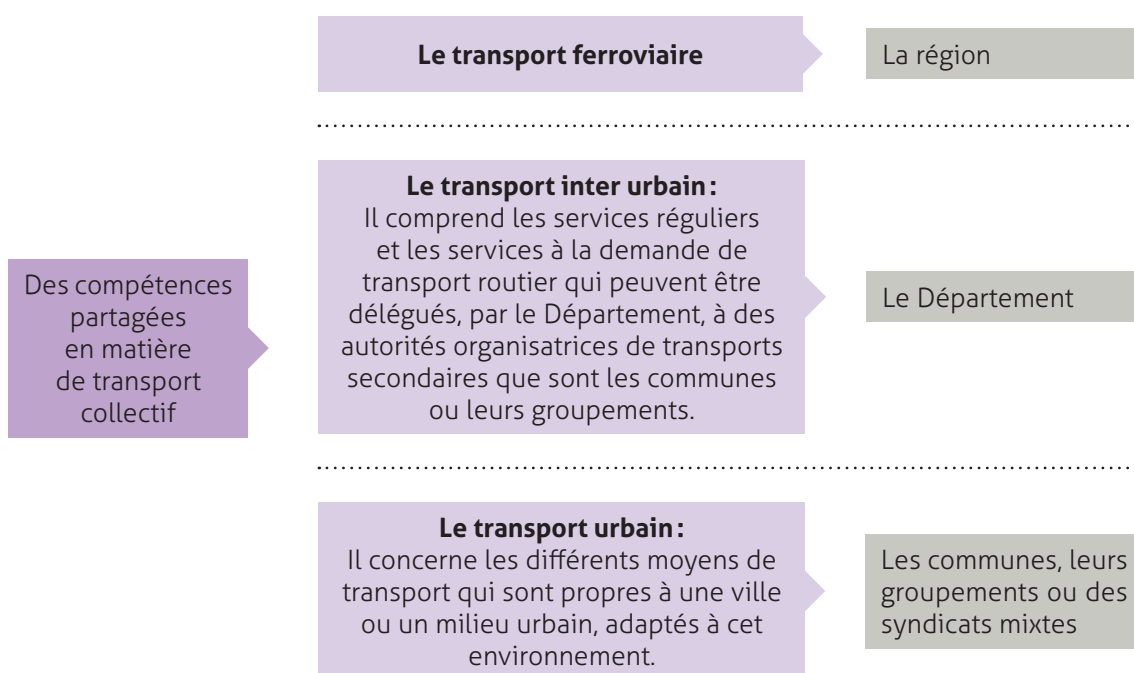 Le transport ferroviaire
La région
Des compétences
partagées
en matière
de transport
collectif
Le transport inter urbain :
Il comprend les services réguliers
et les services à la demande de
transport routier qui peuvent être
délégués, par le Département, à des
autorités organisatrices de transports
secondaires que sont les communes
ou leurs groupements.
Le Département
Le transport urbain :
Il concerne les différents moyens de
transport qui sont propres à une ville
ou un milieu urbain, adaptés à cet
environnement.
Les communes, leurs
groupements ou des
syndicats mixtes